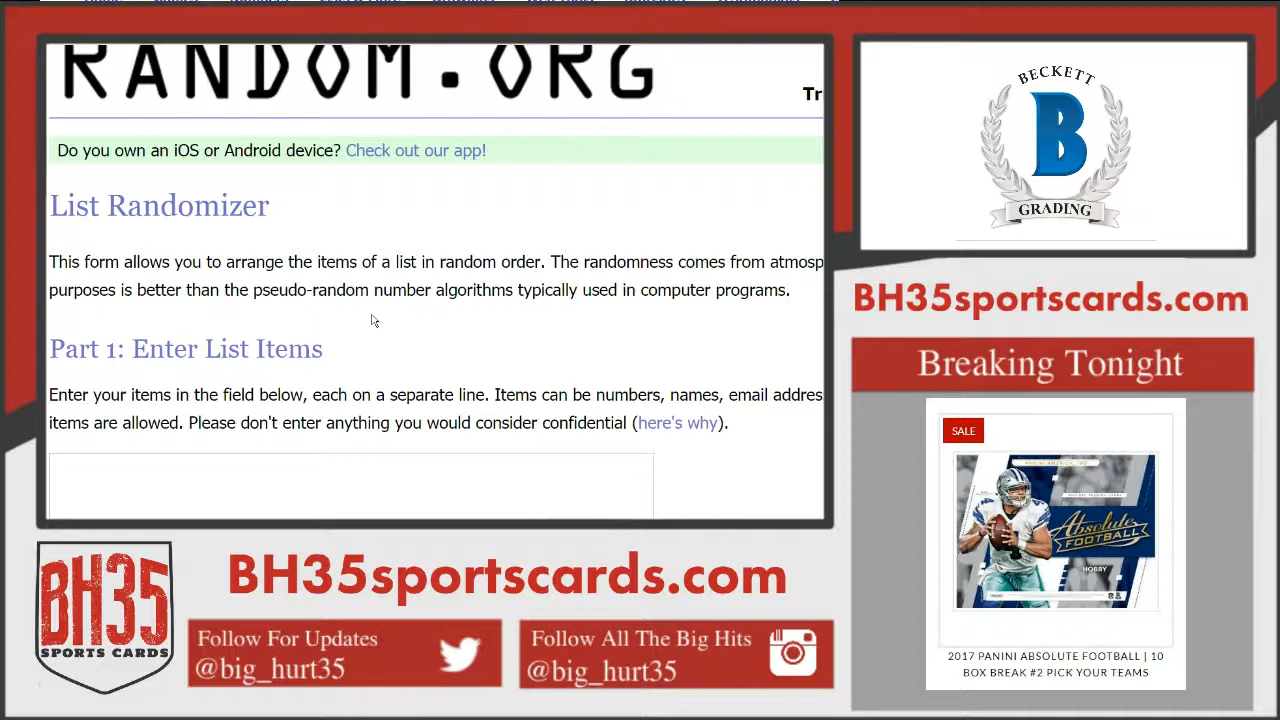 RANDOM.ORG
Tr
Do you own an iOS or Android device? Check out our app!
List Randomizer
This form allows you to arrange the items of a list in random order. The randomness comes from atmosp
purposes is better than the pseudo-random number algorithms typically used in computer programs.
Part 1: Enter List Items
Enter your items in the field below, each on a separate line. Items can be numbers, names, email addres
items are allowed. Please don't enter anything you would consider confidential (here's why).
BECKETT
B
GRADING
BH35sportscards.com
Breaking Tonight
SALE
Absolute
FOOTBALL
HOBBY
2017 PANINI ABSOLUTE FOOTBALL | 10
BOX BREAK #2 PICK YOUR TEAMS
BH35
SPORTS CARDS
BH35sportscards.com
Follow For Updates
@big_hurt35
Follow All The Big Hits
@big_hurt35